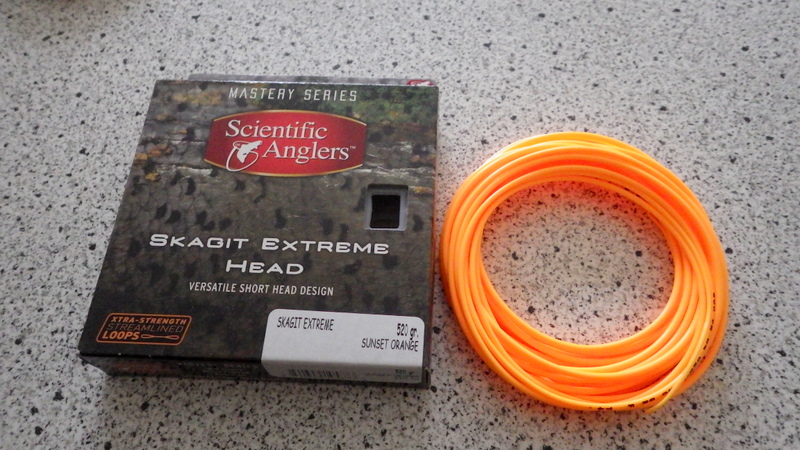 MASTERY SERIES
Scientific
Anglers™
SKAGIT EXTREME
HEAD
VERSATILE SHORT HEAD DESIGN
XTRA-STRENGTH
STREAMLINED
LOOPS
SKAGIT EXTREME
520 gr.
SUNSET ORANGE